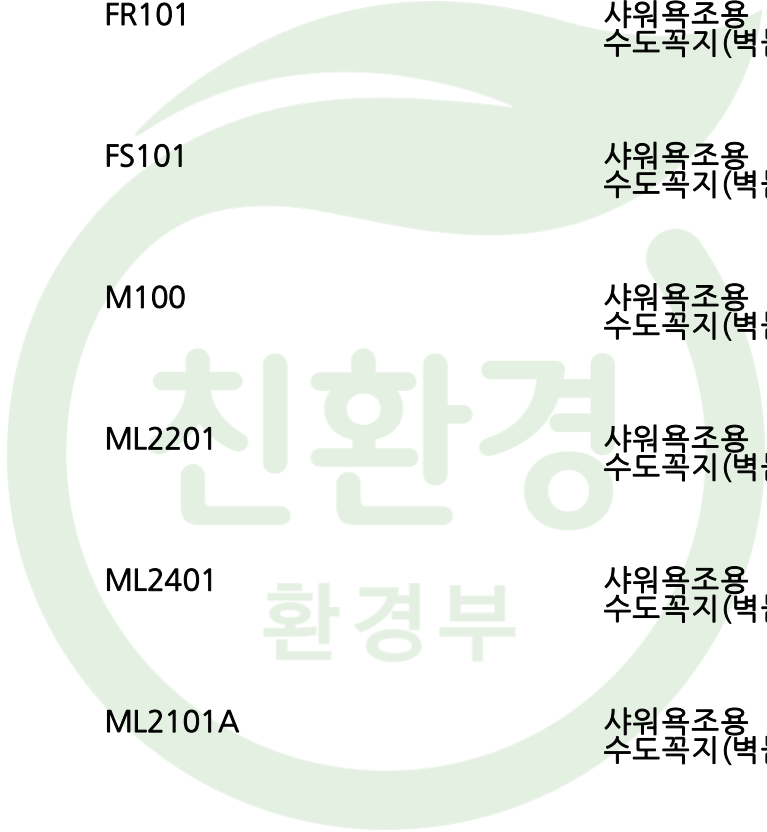 FR101 샤워욕조용
수도꼭지(벽
FS101 샤워욕조용
수도꼭지(벽
M100 샤워욕조용
수도꼭지(벽
친환경
ML2201 샤워욕조용
수도꼭지(벽
ML2401 샤워욕조용
수도꼭지(벽
환경부
ML2101A 샤워욕조용
수도꼭지(벽